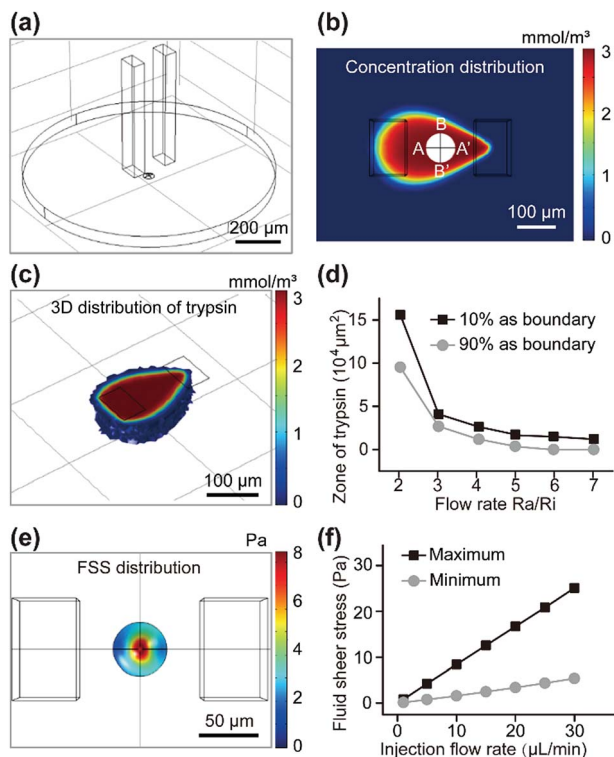 (a)
200 μm
(b)
mmol/m³
Concentration distribution
B
A A'
B'
100 μm
3
2
1
0
(c)
mmol/m³
3D distribution of trypsin
100 μm
3
2
1
0
(d)
Zone of trypsin (10⁴μm²)
15
10
5
0
10% as boundary
90% as boundary
2 3 4 5 6 7
Flow rate Ra/Ri
(e)
Pa
FSS distribution
50 μm
8
6
4
2
0
(f)
Fluid sheer stress (Pa)
30
20
10
0
Maximum
Minimum
0 10 20 30
Injection flow rate (μL/min)